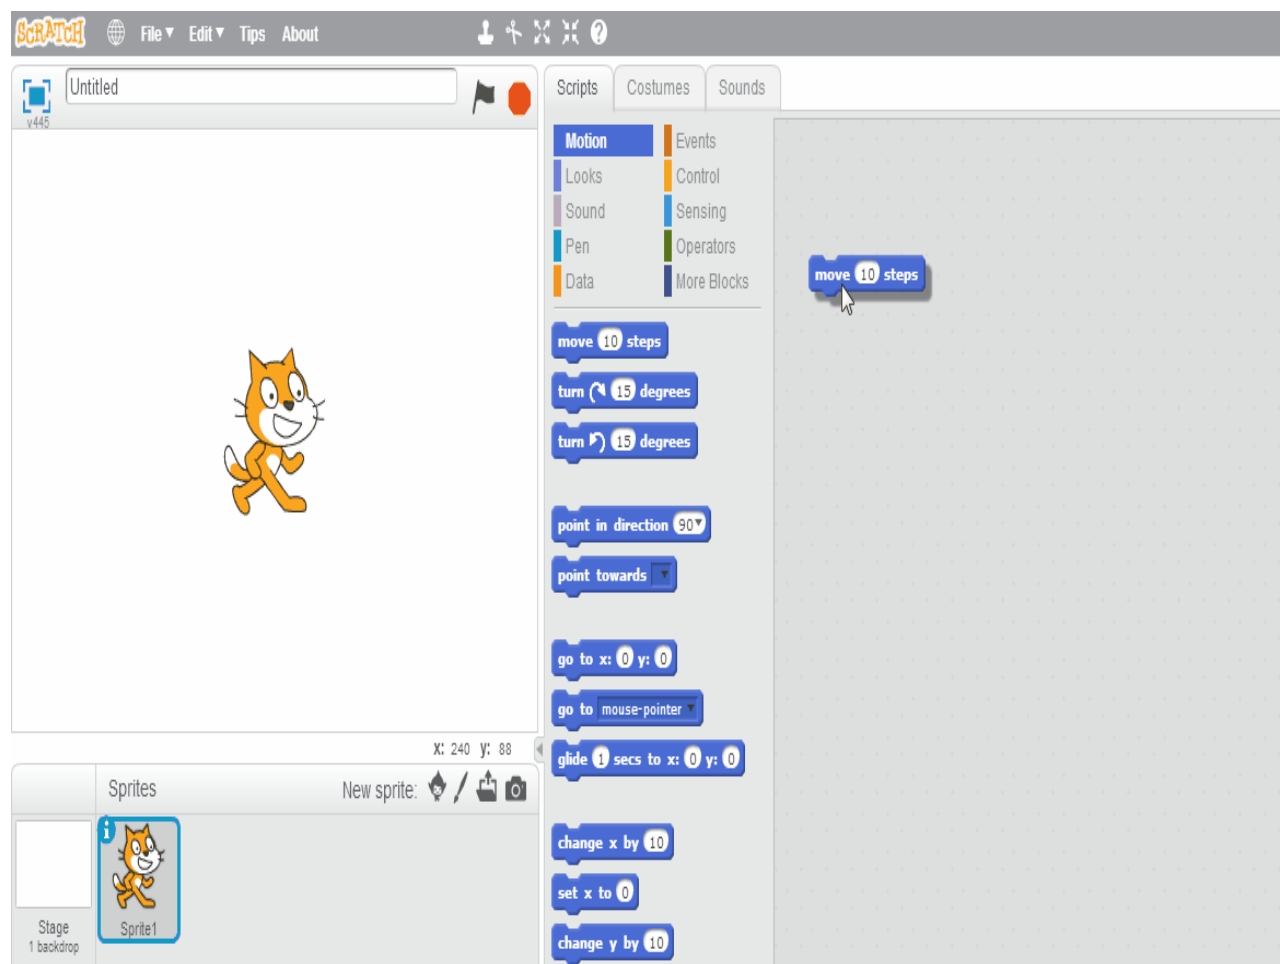 SCRATCH File Edit Tips About
Untitled
v445
Scripts Costumes Sounds
Motion Events
Looks Control
Sound Sensing
Pen Operators
Data More Blocks
move 10 steps
turn 15 degrees
turn 15 degrees
point in direction 90
point towards
go to x: 0 y: 0
go to mouse-pointer
glide 1 secs to x: 0 y: 0
change x by 10
set x to 0
change y by 10
move 10 steps
x: 240 y: 88
Sprites New sprite:
Stage
1 backdrop
Sprite1